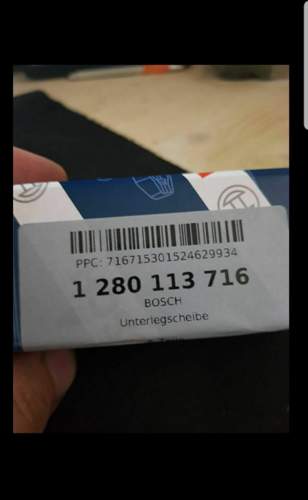 PPC: 716715301524629934
1 280 113 716
BOSCH
Unterlegscheibe